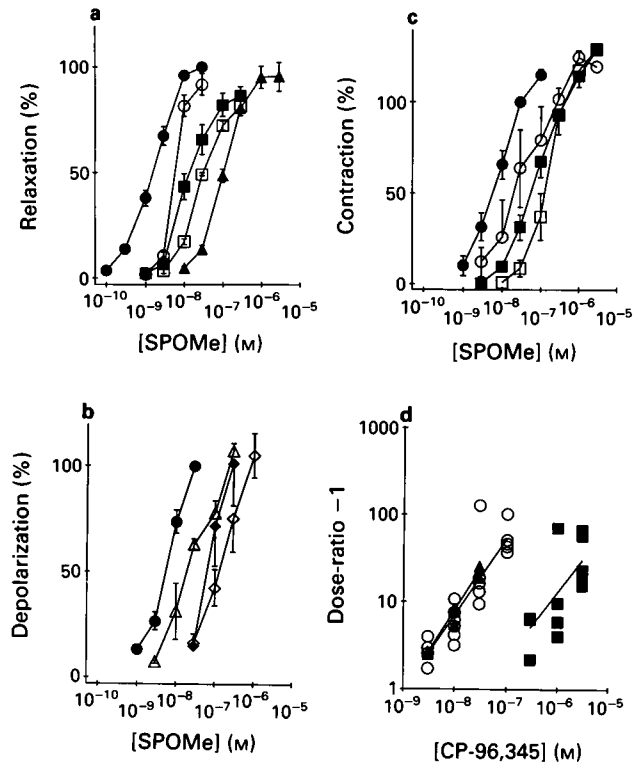 a
Relaxation (%)
100
50
0
10⁻¹⁰ 10⁻⁹ 10⁻⁸ 10⁻⁷ 10⁻⁶ 10⁻⁵
[SPOMe] (M)
c
Contraction (%)
100
50
0
10⁻¹⁰ 10⁻⁹ 10⁻⁸ 10⁻⁷ 10⁻⁶ 10⁻⁵
[SPOMe] (M)
b
Depolarization (%)
100
50
0
10⁻¹⁰ 10⁻⁹ 10⁻⁸ 10⁻⁷ 10⁻⁶ 10⁻⁵
[SPOMe] (M)
d
Dose-ratio −1
1000
100
10
1
10⁻⁹ 10⁻⁸ 10⁻⁷ 10⁻⁶ 10⁻⁵
[CP-96,345] (M)